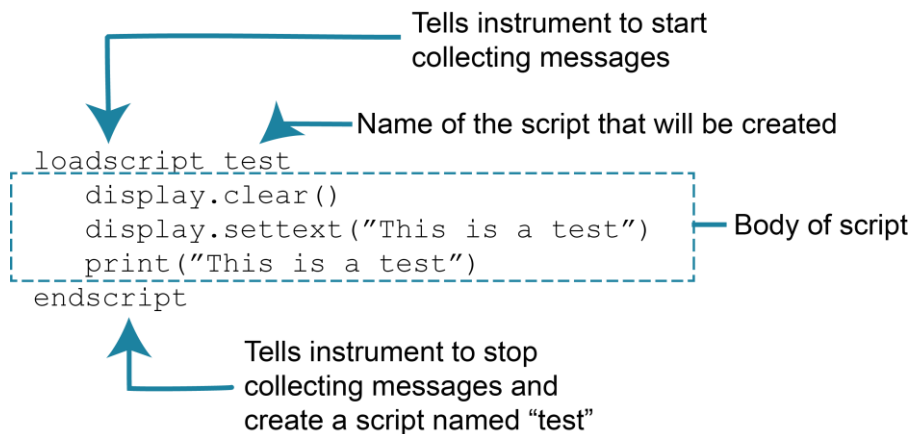 Tells instrument to start
collecting messages
Name of the script that will be created
loadscript test
display.clear()
display.settext(”This is a test”)
print(”This is a test”)
endscript
Body of script
Tells instrument to stop
collecting messages and
create a script named “test”